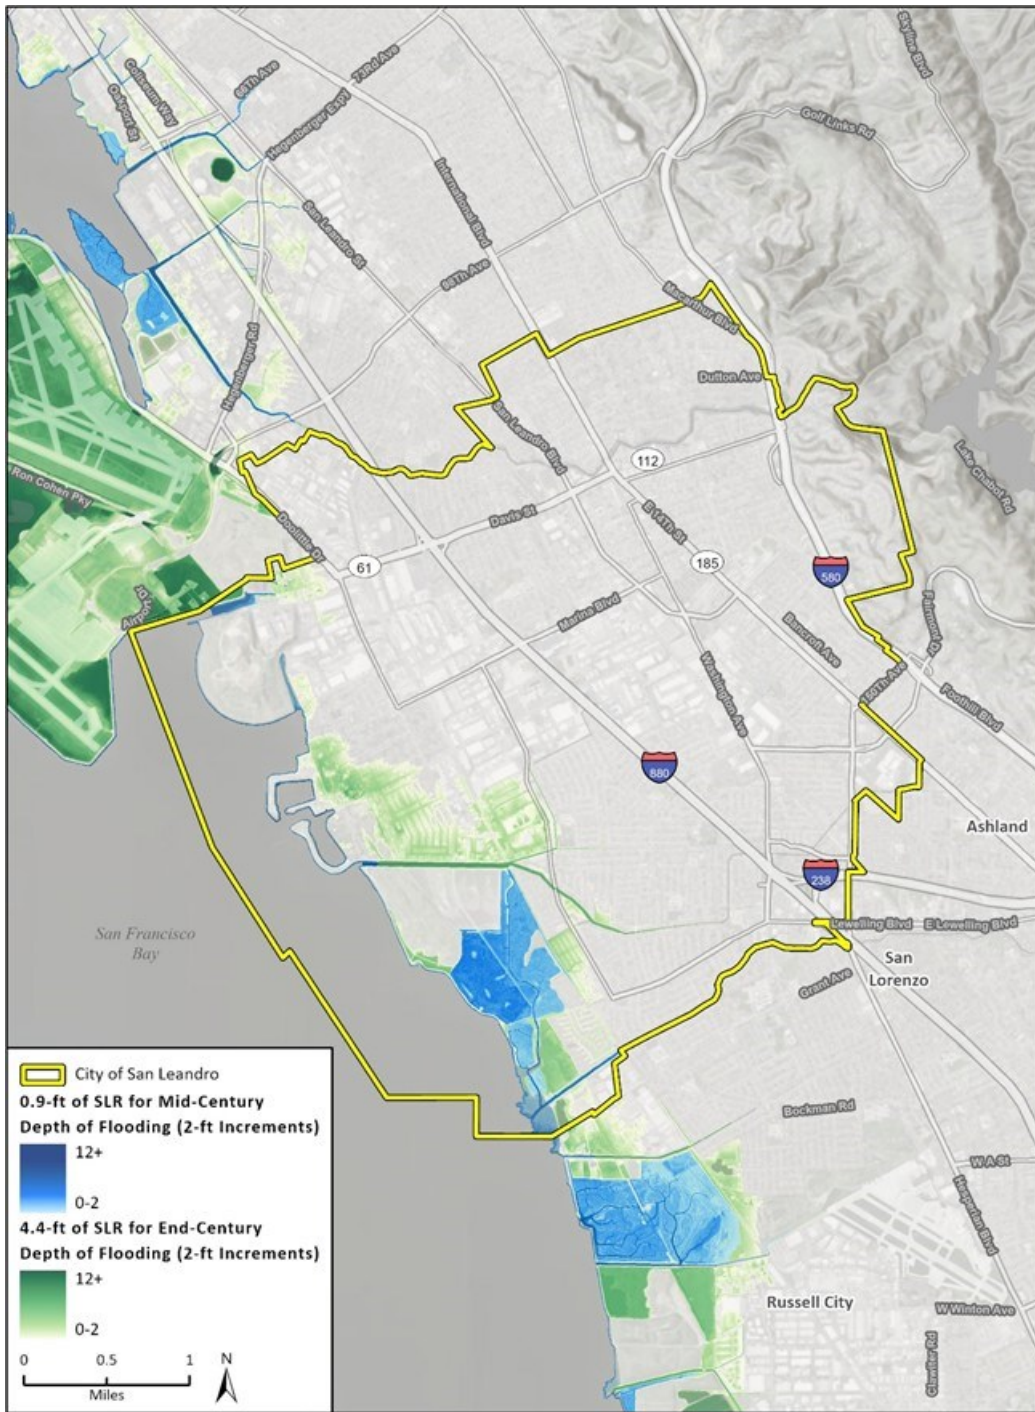 Skyline Blvd
Coliseum Way
Oakport St
66Th Ave
73Rd Ave
Hegenberger Expy
Golf Links Rd
International Blvd
San Leandro St
98Th Ave
Macarthur Blvd
Hegenberger Rd
Dutton Ave
San Leandro Blvd
Lake Chabot Rd
112
Ron Cohen Pky
Doolittle Dr
Davis St
E 14Th St
61
185
580
Airport Dr
Marina Blvd
Bancroft Ave
Fairmont Dr
Washington Ave
150Th Ave
Foothill Blvd
880
Ashland
238
San Francisco
Bay
Lewelling Blvd
E Lewelling Blvd
San
Lorenzo
Grant Ave
City of San Leandro
0.9-ft of SLR for Mid-Century
Depth of Flooding (2-ft Increments)
12+
0-2
4.4-ft of SLR for End-Century
Depth of Flooding (2-ft Increments)
12+
0-2
0 0.5 1
Miles
N
Bockman Rd
W A St
Hesperian Blvd
Russell City
W Winton Ave
Clawiter Rd